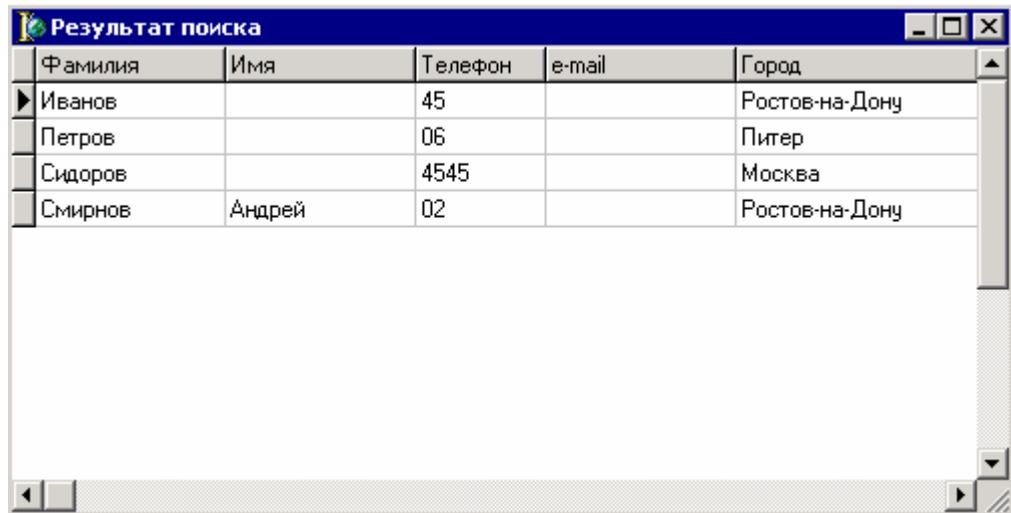 Результат поиска
Фамилия Имя Телефон e-mail Город
Иванов 45 Ростов-на-Дону
Петров 06 Питер
Сидоров 4545 Москва
Смирнов Андрей 02 Ростов-на-Дону